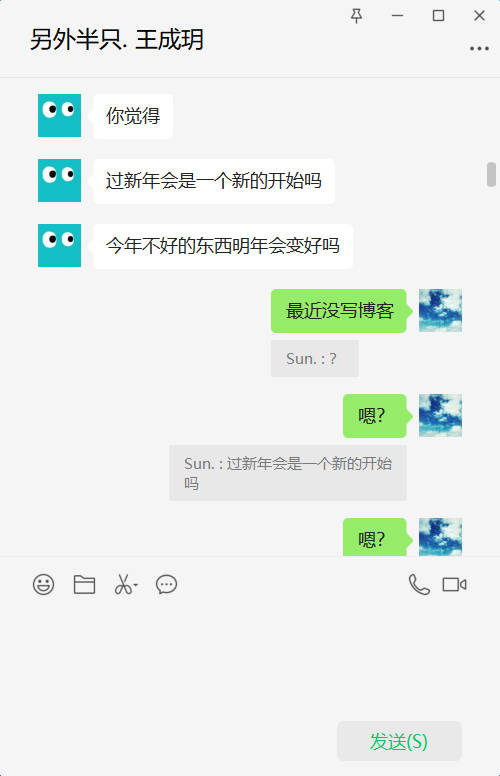 另外半只. 王成玥
你觉得
过新年会是一个新的开始吗
今年不好的东西明年会变好吗
最近没写博客
Sun. : ?
嗯?
Sun. : 过新年会是一个新的开始
吗
嗯?
发送(S)